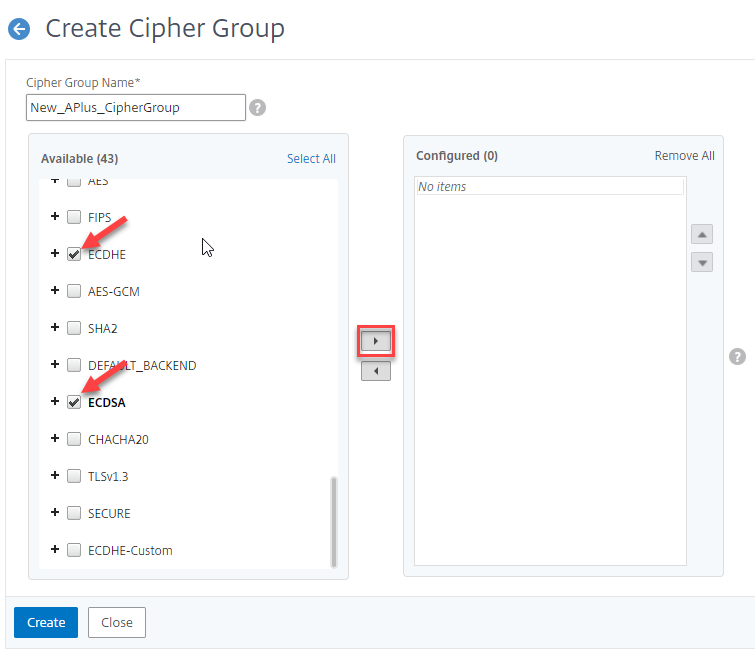 Create Cipher Group
Cipher Group Name*
New_APlus_CipherGroup
?
Available (43)
Select All
AES
FIPS
ECDHE
AES-GCM
SHA2
DEFAULT_BACKEND
ECDSA
CHACHA20
TLSv1.3
SECURE
ECDHE-Custom
Configured (0)
Remove All
No items
?
Create
Close